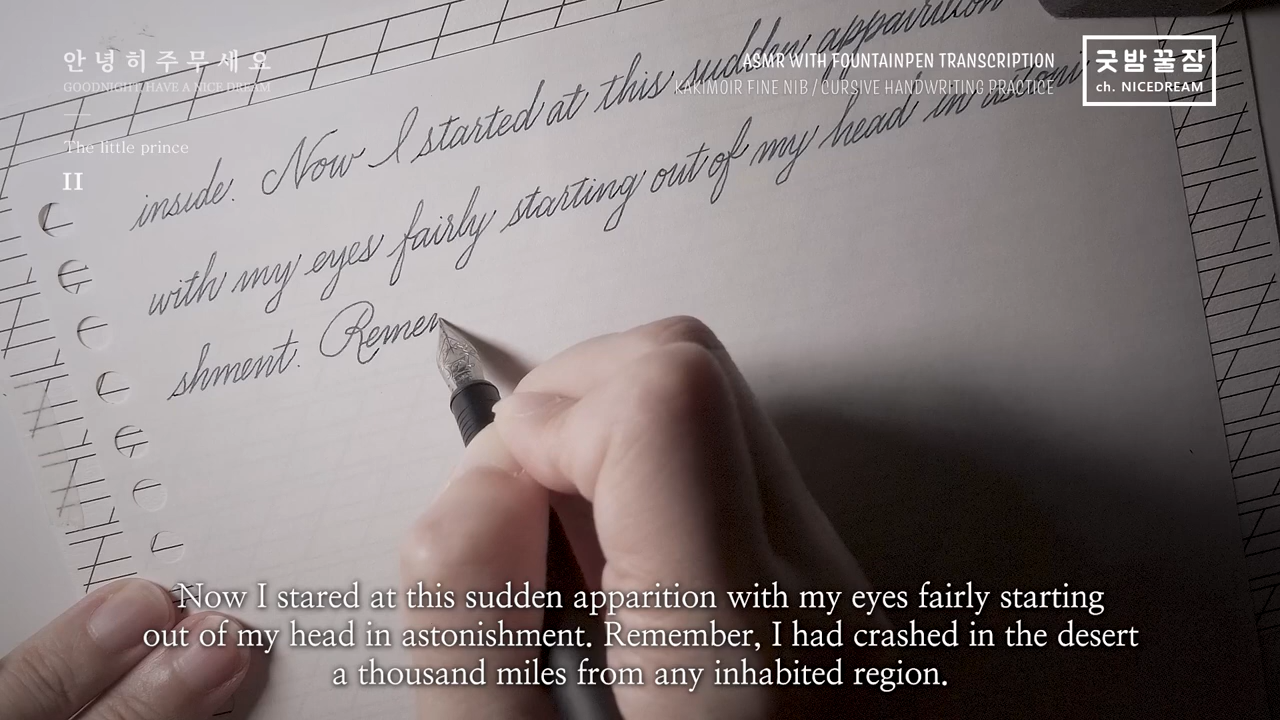 안녕히주무세요
GOODNIGHT, HAVE A NICE DREAM
The little prince
II
ASMR WITH FOUNTAINPEN TRANSCRIPTION
KAKIMOIR FINE NIB / CURSIVE HANDWRITING PRACTICE
굿밤꿀잠
ch. NICEDREAM
inside. Now I started at this sudden apparition
with my eyes fairly starting out of my head in astoni
shment. Remem
Now I stared at this sudden apparition with my eyes fairly starting
out of my head in astonishment. Remember, I had crashed in the desert
a thousand miles from any inhabited region.